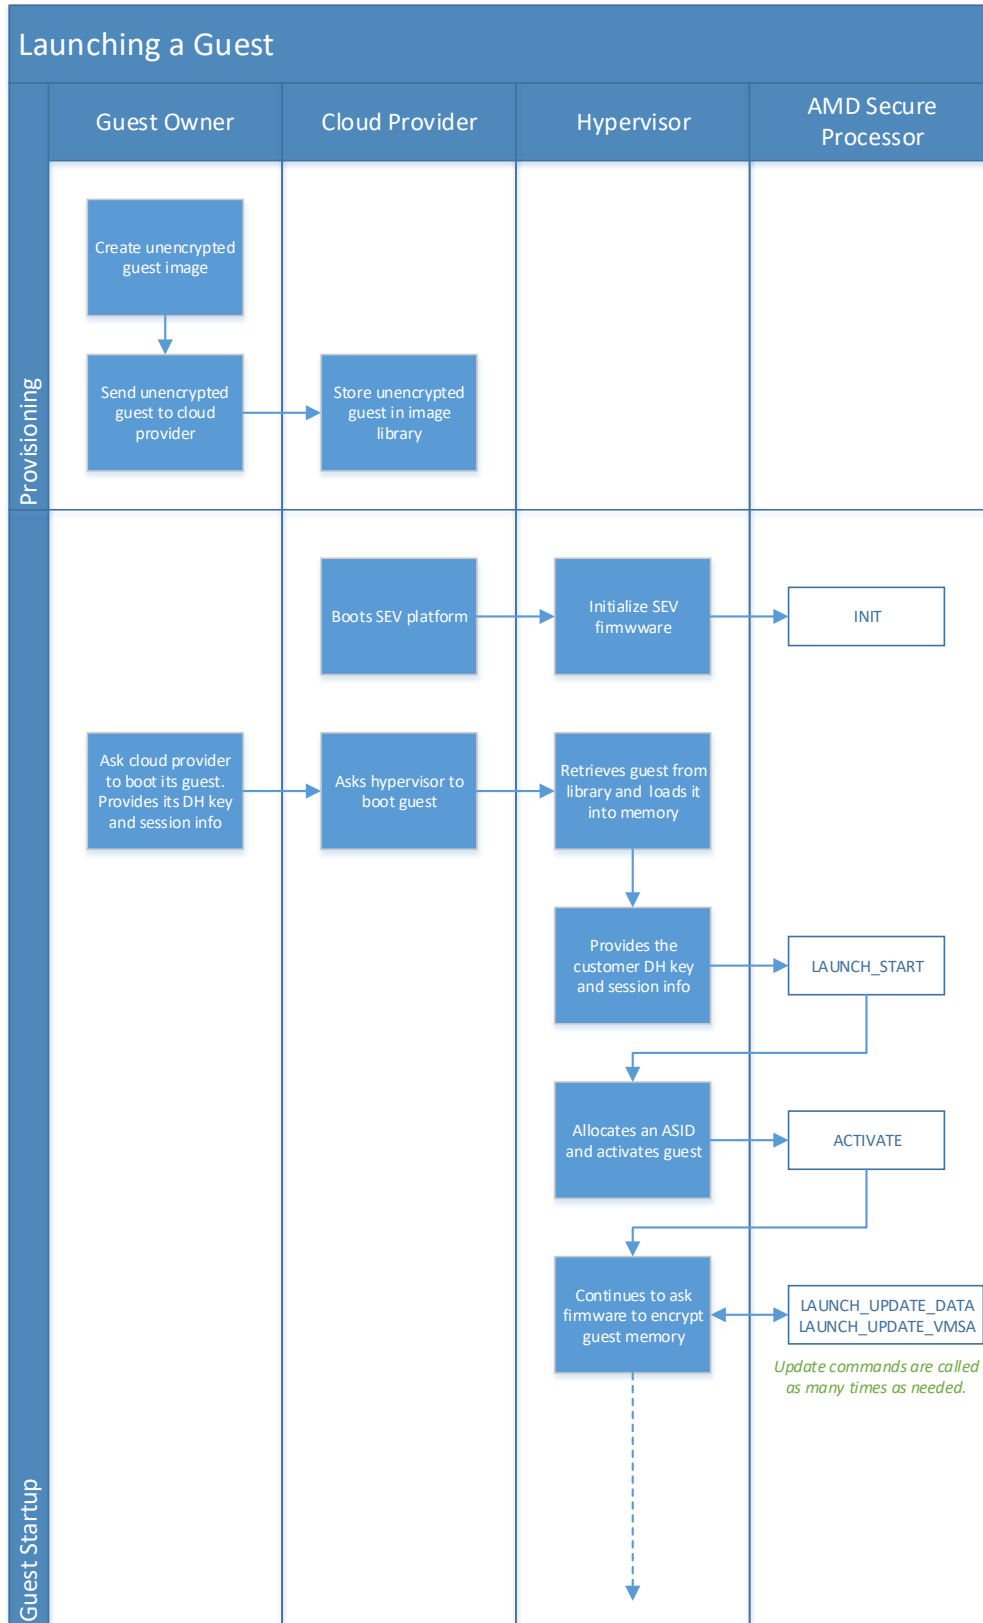 Launching a Guest
Guest Owner
Cloud Provider
Hypervisor
AMD Secure
Processor
Provisioning
Create unencrypted
guest image
Send unencrypted
guest to cloud
provider
Store unencrypted
guest in image
library
Guest Startup
Boots SEV platform
Initialize SEV
firmwware
INIT
Ask cloud provider
to boot its guest.
Provides its DH key
and session info
Asks hypervisor to
boot guest
Retrieves guest from
library and loads it
into memory
Provides the
customer DH key
and session info
LAUNCH_START
Allocates an ASID
and activates guest
ACTIVATE
Continues to ask
firmware to encrypt
guest memory
LAUNCH_UPDATE_DATA
LAUNCH_UPDATE_VMSA
Update commands are called
as many times as needed.